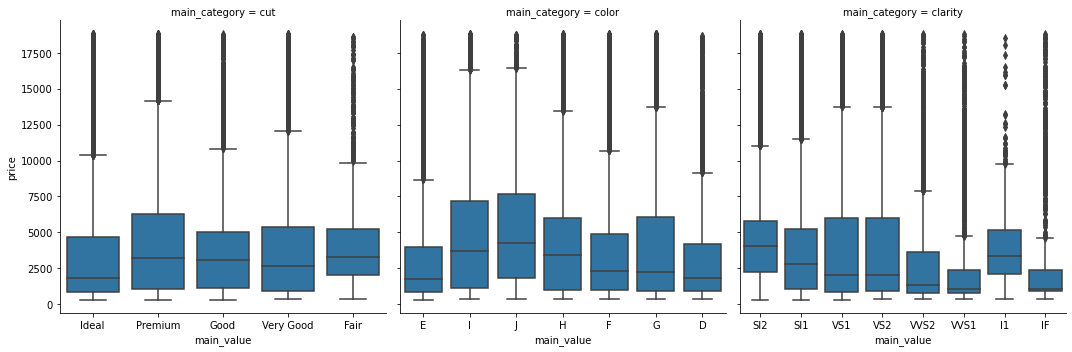 main_category = cut
main_category = color
main_category = clarity
17500
15000
12500
10000
7500
5000
2500
0
price
Ideal Premium Good Very Good Fair
E I J H F G D
SI2 SI1 VS1 VS2 VVS2 VVS1 I1 IF
main_value
main_value
main_value